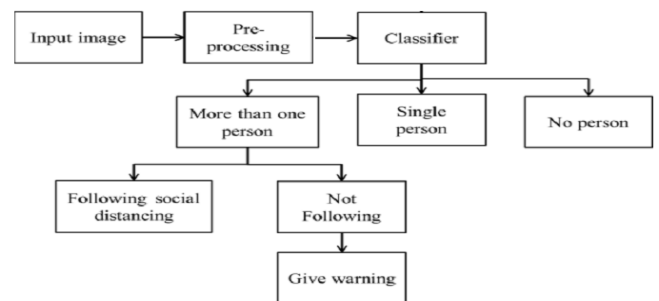 Input image
Pre-
processing
Classifier
More than one
person
Single
person
No person
Following social
distancing
Not
Following
Give warning